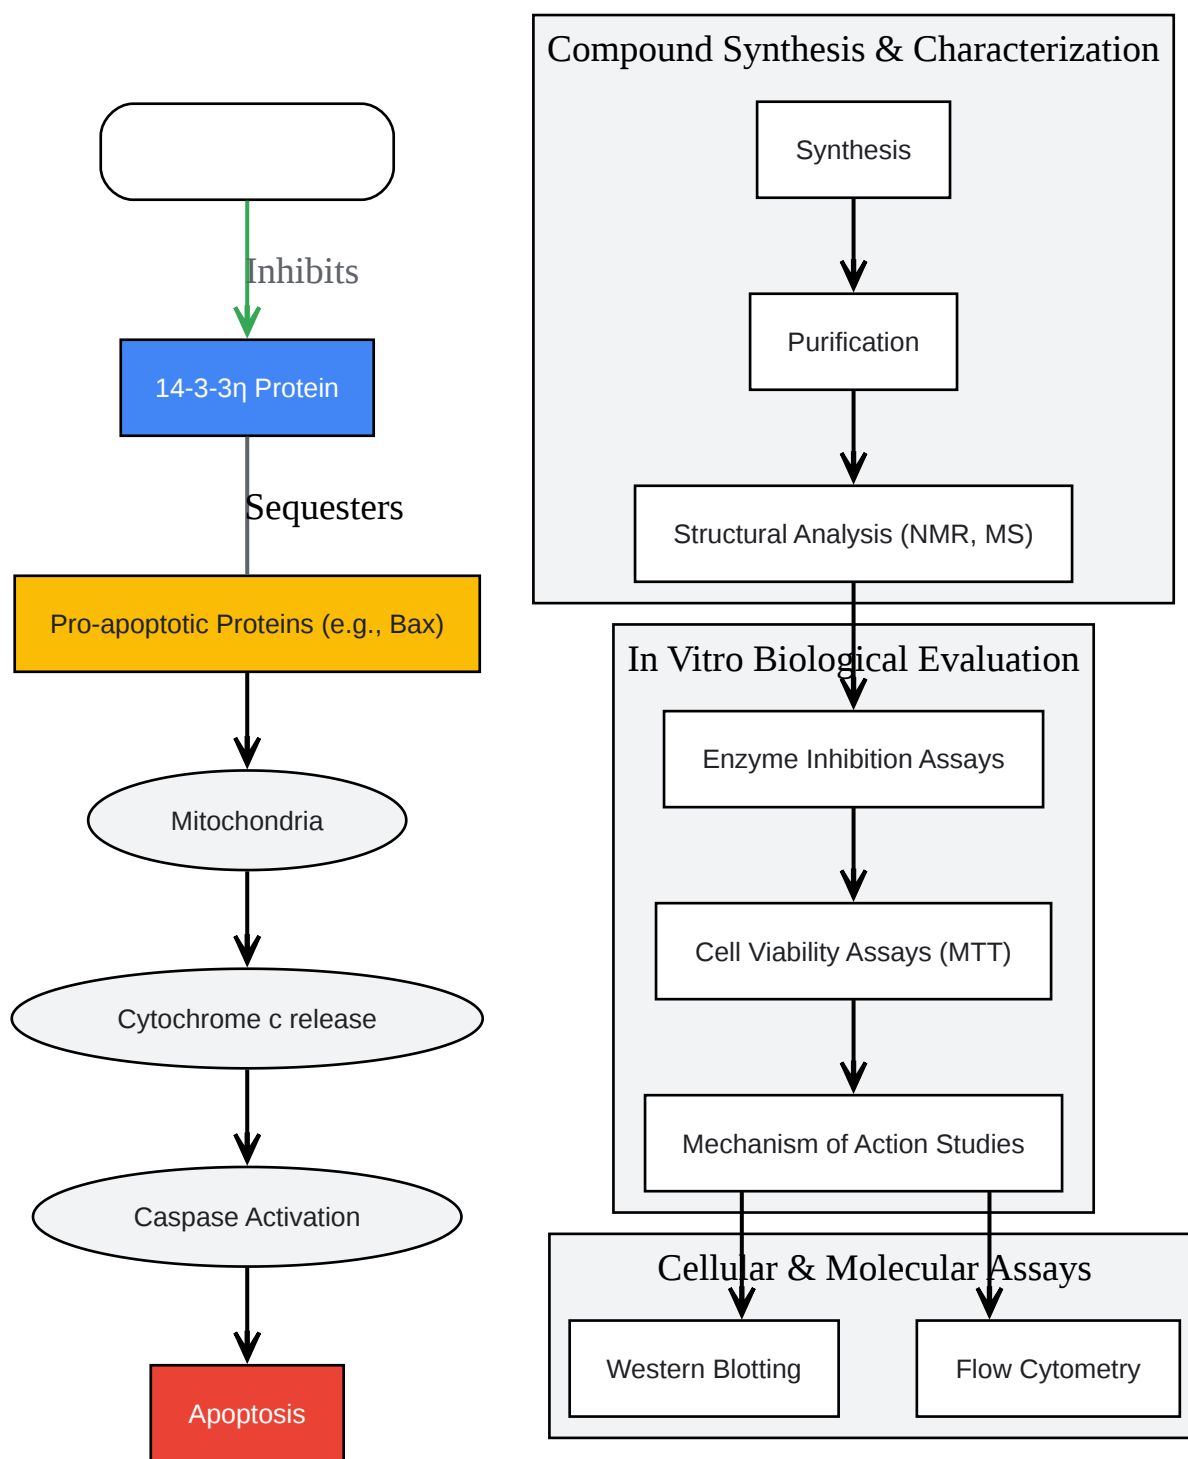 Inhibits
14-3-3η Protein
Sequesters
Pro-apoptotic Proteins (e.g., Bax)
Mitochondria
Cytochrome c release
Caspase Activation
Apoptosis
Compound Synthesis & Characterization
Synthesis
Purification
Structural Analysis (NMR, MS)
In Vitro Biological Evaluation
Enzyme Inhibition Assays
Cell Viability Assays (MTT)
Mechanism of Action Studies
Cellular & Molecular Assays
Western Blotting
Flow Cytometry